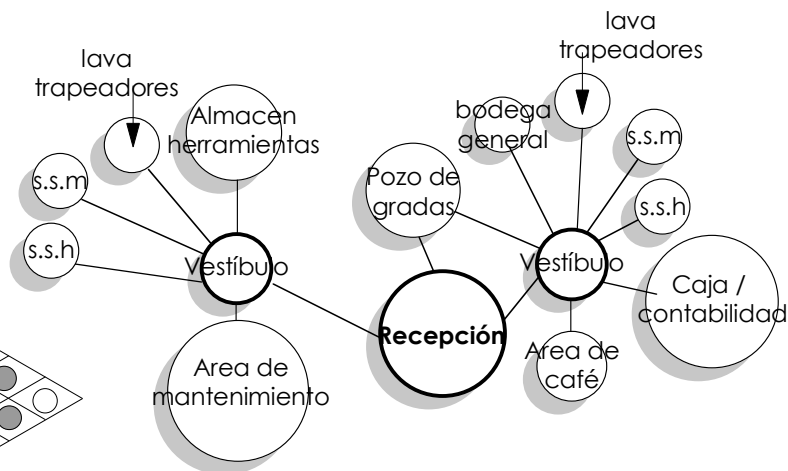 lava
trapeadores
Almacen
herramientas
s.s.m
s.s.h
Vestíbulo
Area de
mantenimiento
Recepción
Pozo de
gradas
bodega
general
lava
trapeadores
s.s.m
s.s.h
Vestíbulo
Caja /
contabilidad
Area de
café